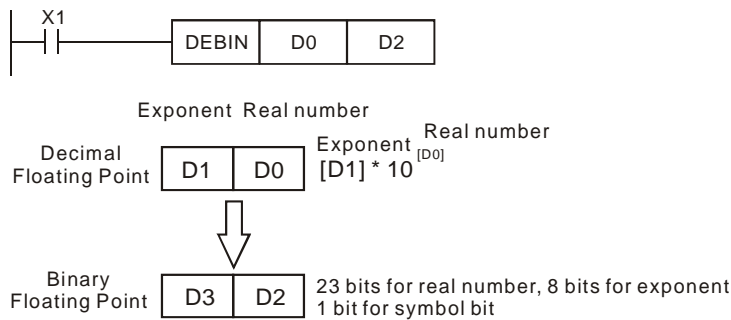 X1
DEBIN D0 D2
Exponent Real number
Decimal
Floating Point
D1 D0
Exponent Real number
[D1] * 10 [D0]
Binary
Floating Point
D3 D2
23 bits for real number, 8 bits for exponent
1 bit for symbol bit